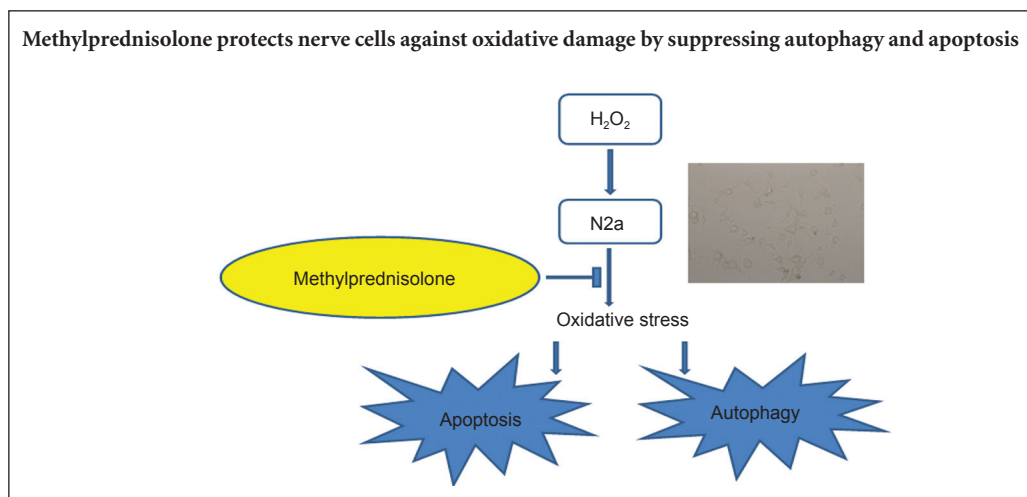 Methylprednisolone protects nerve cells against oxidative damage by suppressing autophagy and apoptosis
H₂O₂
N2a
Methylprednisolone
Oxidative stress
Apoptosis
Autophagy